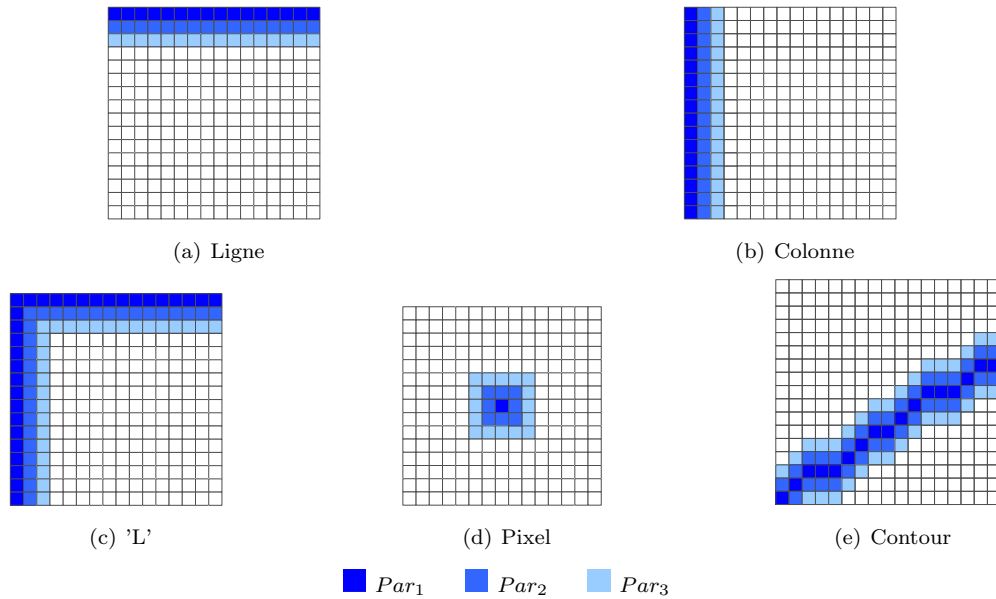 (a) Ligne
(b) Colonne
(c) 'L'
(d) Pixel
(e) Contour
Par1 Par2 Par3